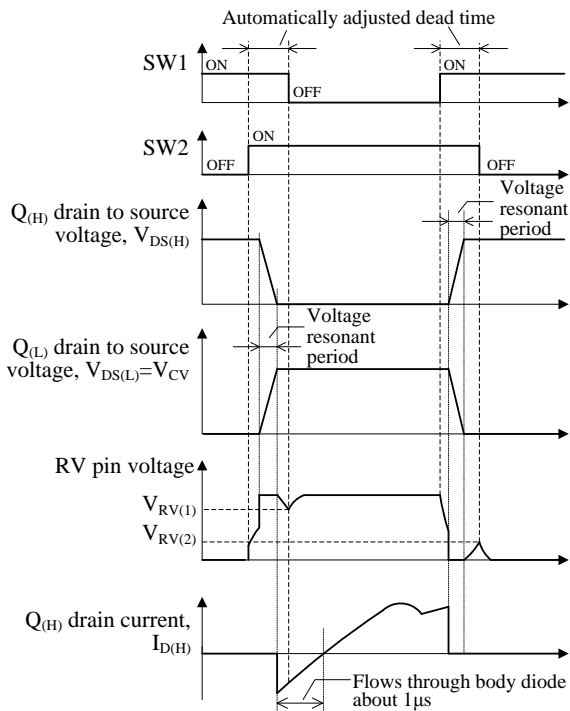 Automatically adjusted dead time
SW1
ON
OFF
ON
SW2
OFF
ON
OFF
Q(H) drain to source
voltage, VDS(H)
Voltage
resonant
period
Q(L) drain to source
voltage, VDS(L)=VCV
Voltage
resonant
period
RV pin voltage
VRV(1)
VRV(2)
Q(H) drain current,
ID(H)
Flows through body diode
about 1μs